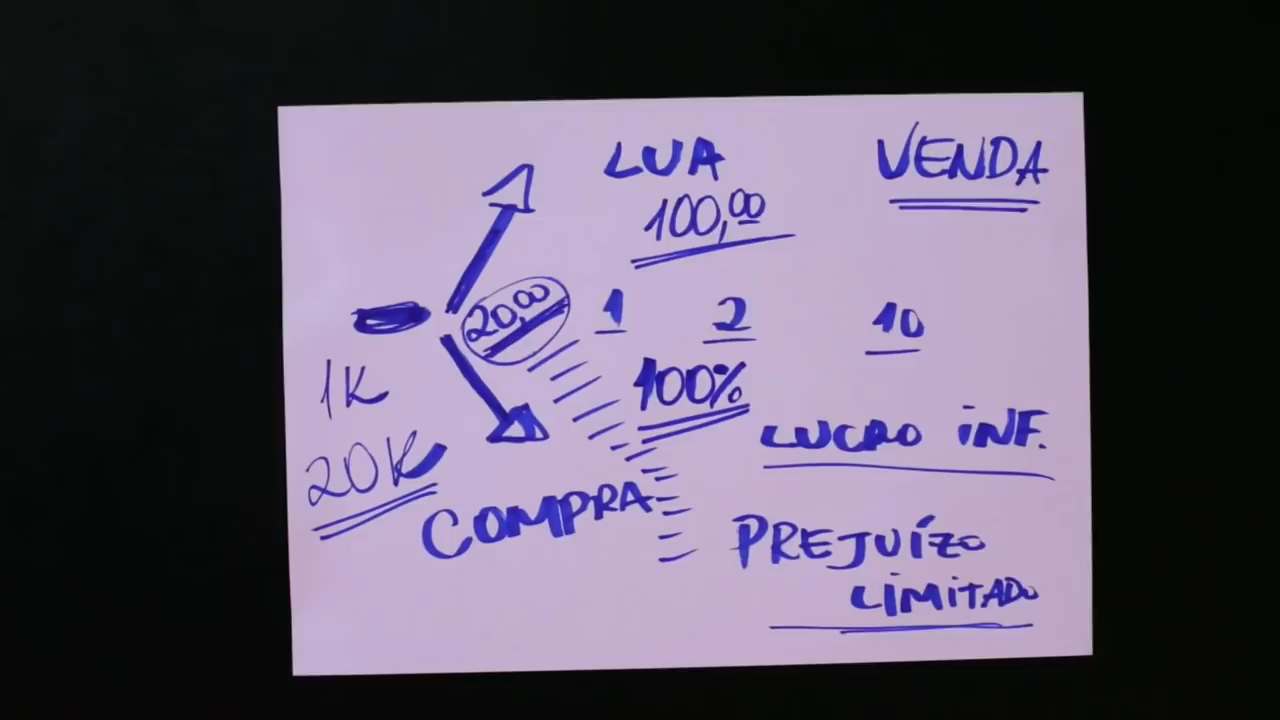 LUA
VENDA
100,00
20,00
1
2
10
1K
100%
LUCRO INF.
20K
COMPRA
PREJUÍZO
LIMITADO